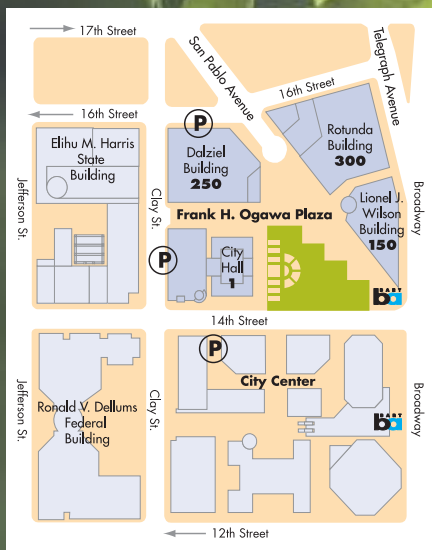 17th Street
San Pablo Avenue
Telegraph Avenue
16th Street
16th Street
P
Elihu M. Harris
State
Building
Dalziel
Building
250
Rotunda
Building
300
Jefferson St.
Clay St.
Broadway
Lionel J.
Wilson
Building
150
Frank H. Ogawa Plaza
P
City
Hall
1
BART
ba
14th Street
P
City Center
Jefferson St.
Ronald V. Dellums
Federal
Building
Clay St.
Broadway
BART
ba
12th Street